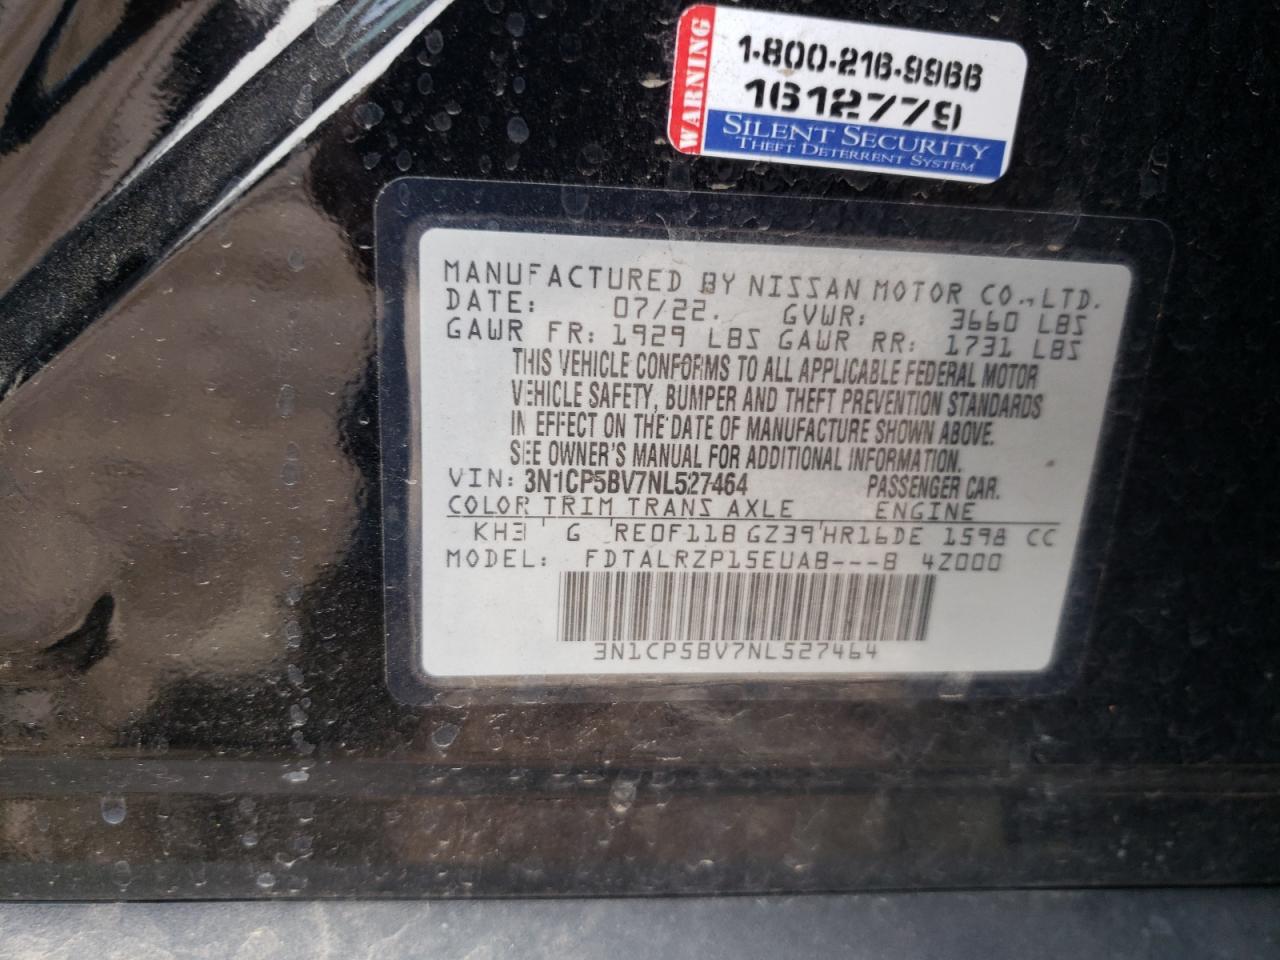 WARNING
1-800-216-9966
1612779
SILENT SECURITY
THEFT DETERRENT SYSTEM
MANUFACTURED BY NISSAN MOTOR CO.,LTD.
DATE: 07/22. GVWR: 3660 LBS
GAWR FR: 1929 LBS GAWR RR: 1731 LBS
THIS VEHICLE CONFORMS TO ALL APPLICABLE FEDERAL MOTOR
VEHICLE SAFETY, BUMPER AND THEFT PREVENTION STANDARDS
IN EFFECT ON THE DATE OF MANUFACTURE SHOWN ABOVE.
SEE OWNER'S MANUAL FOR ADDITIONAL INFORMATION.
VIN: 3N1CP5BV7NL527464 PASSENGER CAR.
COLOR TRIM TRANS AXLE ENGINE
KH3 G RE0F11B GZ39 HR16DE 1598 CC
MODEL: FDTALRZP15EUAB---B 4Z000
3N1CP5BV7NL527464